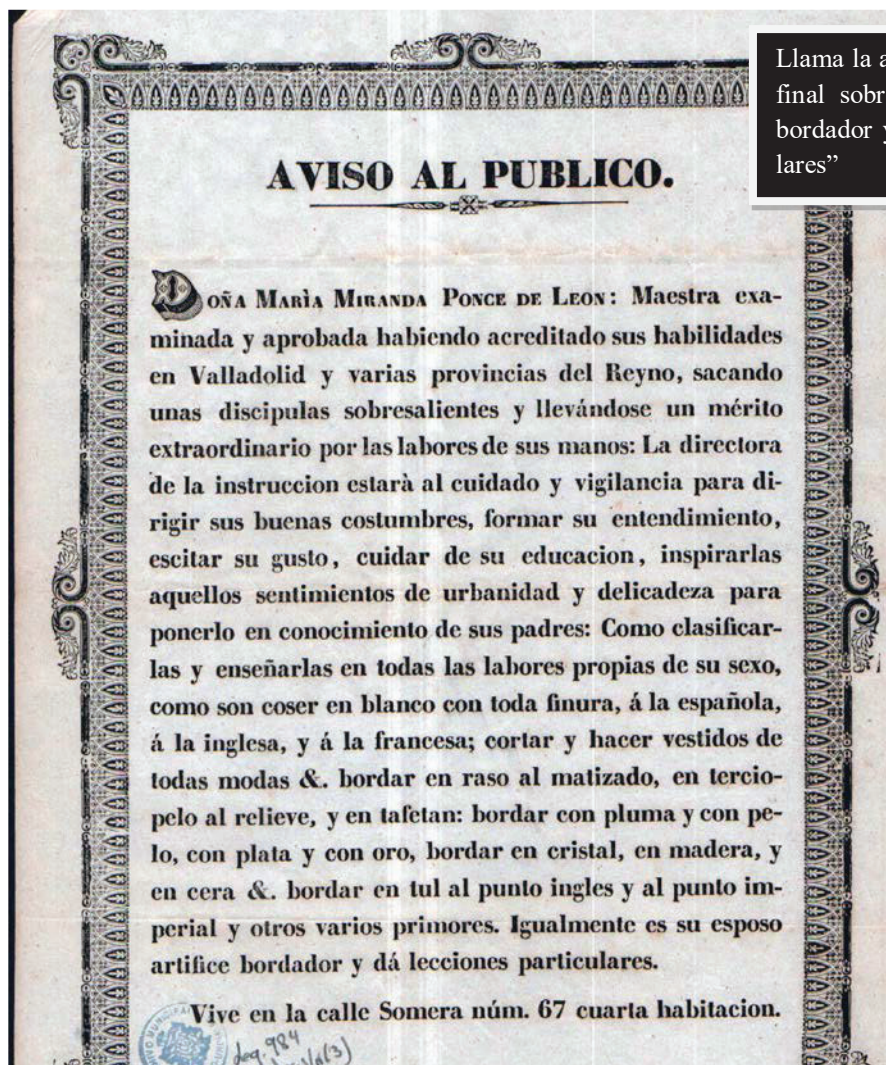 Llama la a
final sobr
bordador y
lares”
AVISO AL PUBLICO.
DOÑA MARÌA MIRANDA PONCE DE LEON: Maestra exa-
minada y aprobada habiendo acreditado sus habilidades
en Valladolid y varias provincias del Reyno, sacando
unas discipulas sobresalientes y llevándose un mérito
extraordinario por las labores de sus manos: La directora
de la instruccion estarà al cuidado y vigilancia para di-
rigir sus buenas costumbres, formar su entendimiento,
escitar su gusto, cuidar de su educacion, inspirarlas
aquellos sentimientos de urbanidad y delicadeza para
ponerlo en conocimiento de sus padres: Como clasificar-
las y enseñarlas en todas las labores propias de su sexo,
como son coser en blanco con toda finura, á la española,
á la inglesa, y á la francesa; cortar y hacer vestidos de
todas modas &. bordar en raso al matizado, en tercio-
pelo al relieve, y en tafetan: bordar con pluma y con pe-
lo, con plata y con oro, bordar en cristal, en madera, y
en cera &. bordar en tul al punto ingles y al punto im-
perial y otros varios primores. Igualmente es su esposo
artifice bordador y dá lecciones particulares.
Vive en la calle Somera núm. 67 cuarta habitacion.
leg. 984